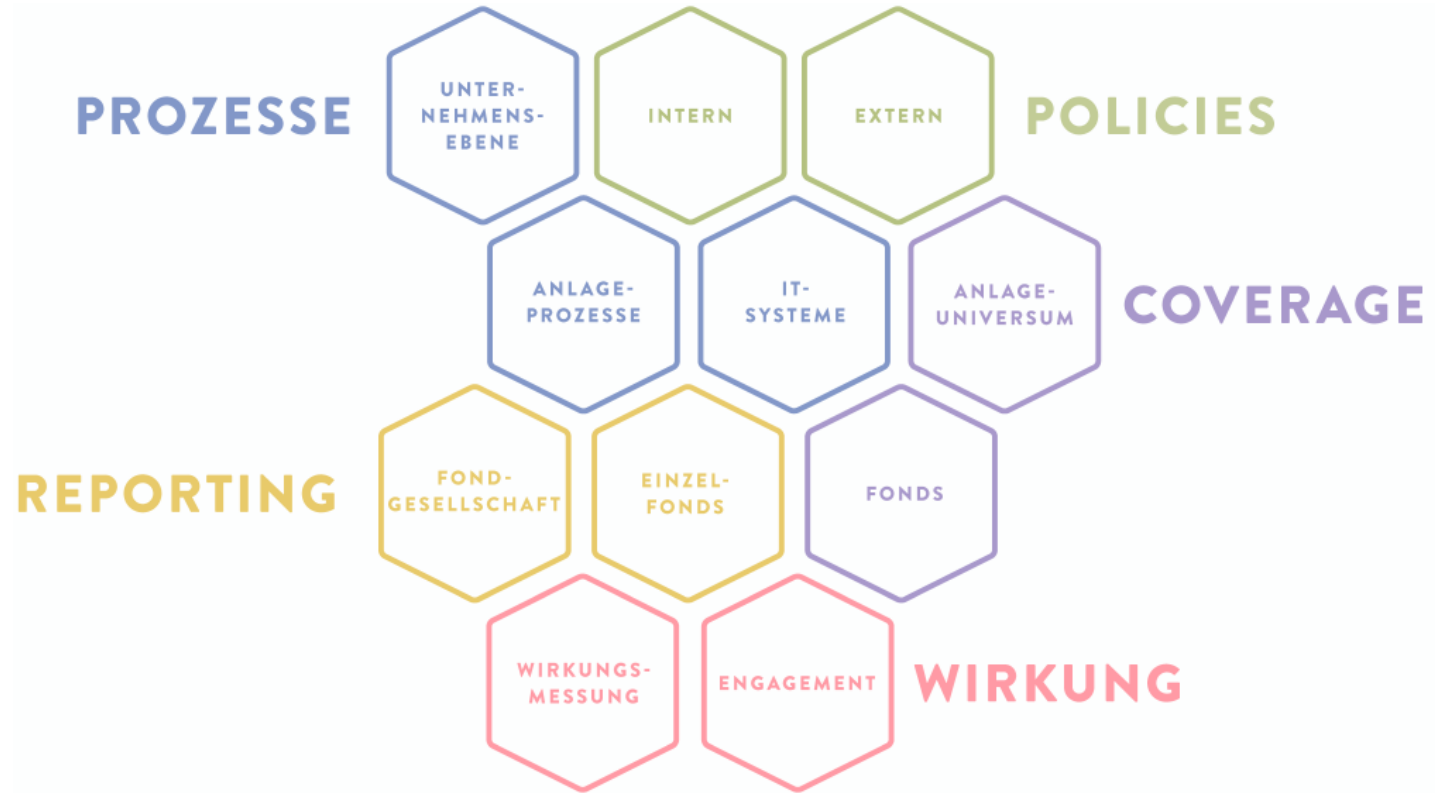 PROZESSE
UNTER-
NEHMENS-
EBENE
INTERN
EXTERN
POLICIES
ANLAGE-
PROZESSE
IT-
SYSTEME
ANLAGE-
UNIVERSUM
COVERAGE
REPORTING
FOND-
GESELLSCHAFT
EINZEL-
FONDS
FONDS
WIRKUNGS-
MESSUNG
ENGAGEMENT
WIRKUNG